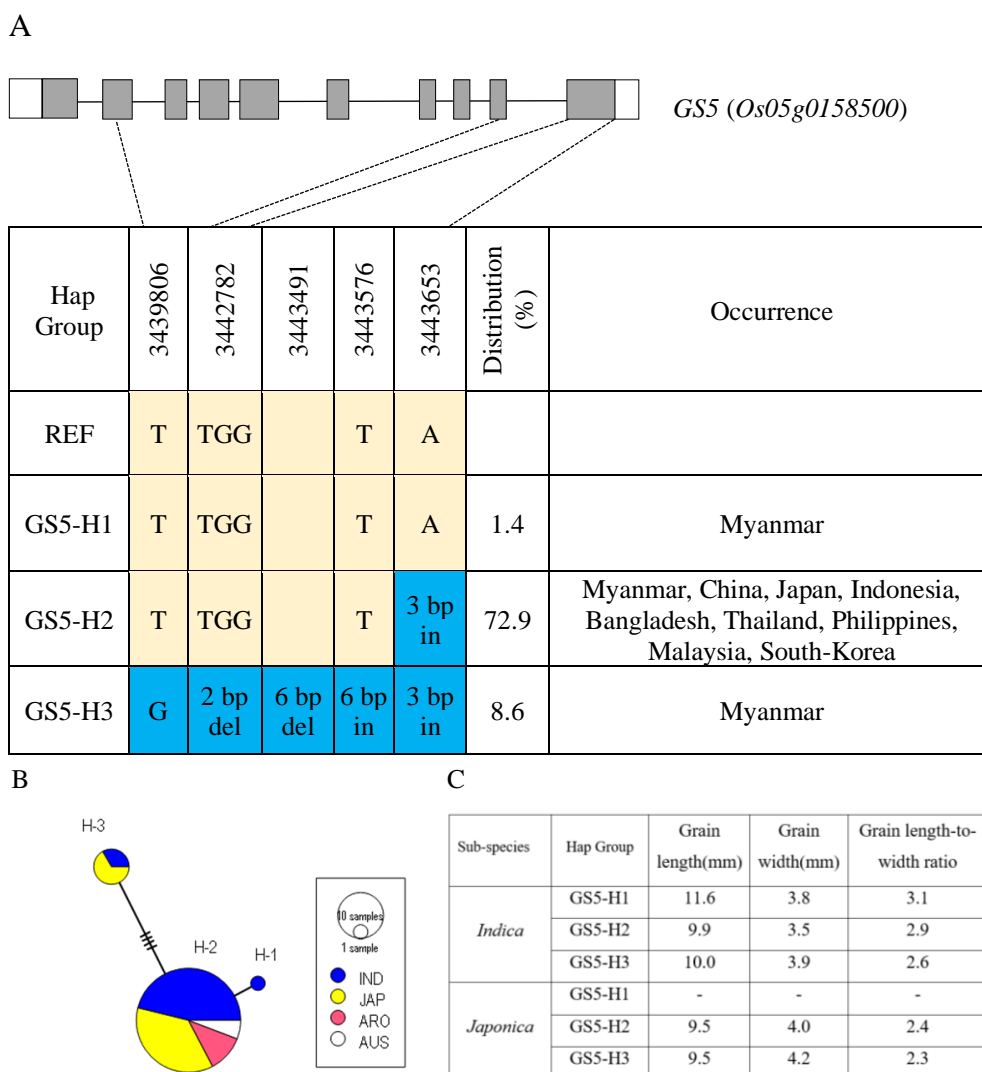 A
GS5 (Os05g0158500)
Hap Group 3439806 3442782 3443491 3443576 3443653 Distribution (%) Occurrence
REF T TGG T A
GS5-H1 T TGG T A 1.4 Myanmar
GS5-H2 T TGG T 3 bp in 72.9 Myanmar, China, Japan, Indonesia, Bangladesh, Thailand, Philippines, Malaysia, South-Korea
GS5-H3 G 2 bp del 6 bp del 6 bp in 3 bp in 8.6 Myanmar
B
H-3
H-2
H-1
10 samples
1 sample
IND
JAP
ARO
AUS
C
Sub-species Hap Group Grain length(mm) Grain width(mm) Grain length-to-width ratio
Indica
GS5-H1 11.6 3.8 3.1
GS5-H2 9.9 3.5 2.9
GS5-H3 10.0 3.9 2.6
Japonica
GS5-H1 - - -
GS5-H2 9.5 4.0 2.4
GS5-H3 9.5 4.2 2.3